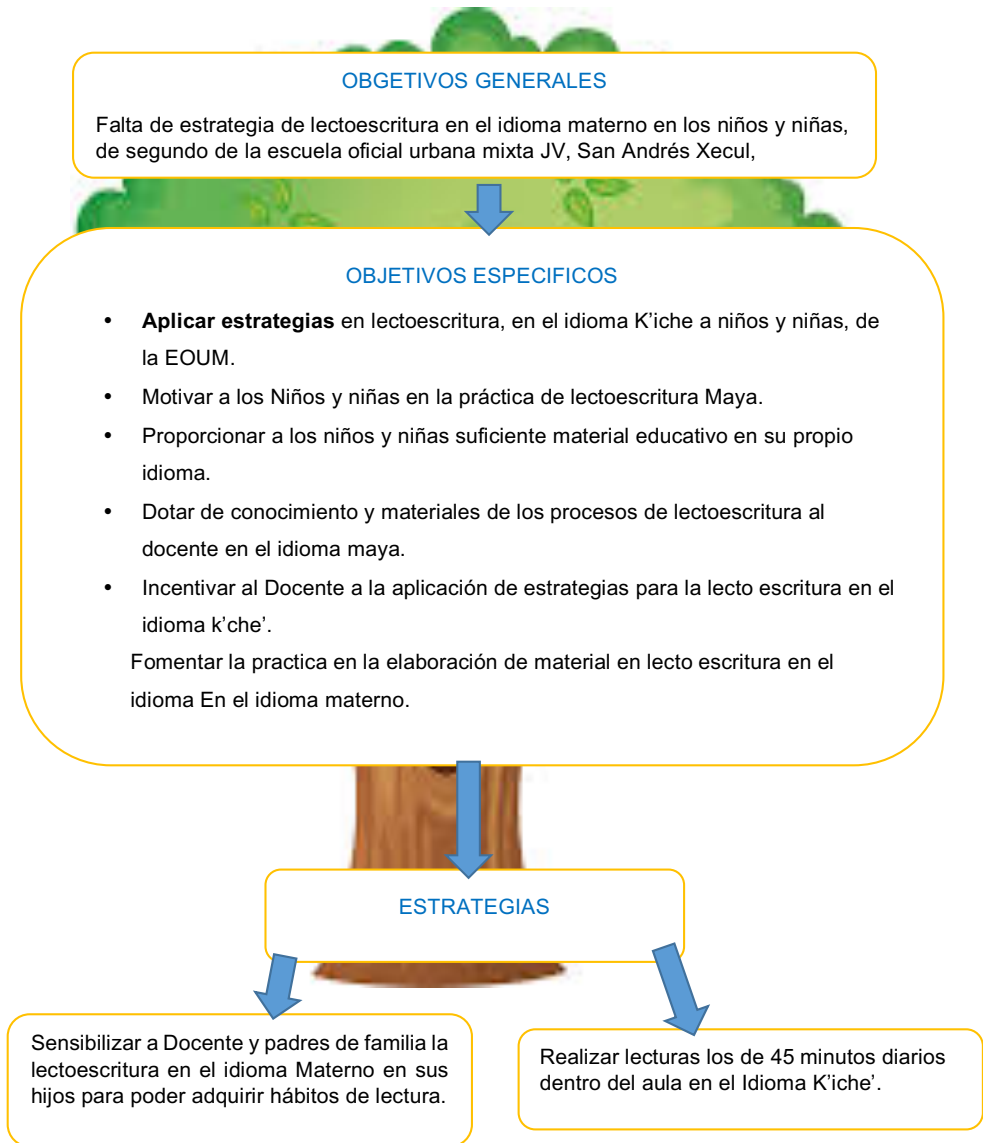 OBGETIVOS GENERALES
Falta de estrategia de lectoescritura en el idioma materno en los niños y niñas,
de segundo de la escuela oficial urbana mixta JV, San Andrés Xecul,
OBJETIVOS ESPECIFICOS
• Aplicar estrategias en lectoescritura, en el idioma K’iche a niños y niñas, de
la EOUM.
• Motivar a los Niños y niñas en la práctica de lectoescritura Maya.
• Proporcionar a los niños y niñas suficiente material educativo en su propio
idioma.
• Dotar de conocimiento y materiales de los procesos de lectoescritura al
docente en el idioma maya.
• Incentivar al Docente a la aplicación de estrategias para la lecto escritura en el
idioma k’che’.
Fomentar la practica en la elaboración de material en lecto escritura en el
idioma En el idioma materno.
ESTRATEGIAS
Sensibilizar a Docente y padres de familia la
lectoescritura en el idioma Materno en sus
hijos para poder adquirir hábitos de lectura.
Realizar lecturas los de 45 minutos diarios
dentro del aula en el Idioma K’iche’.